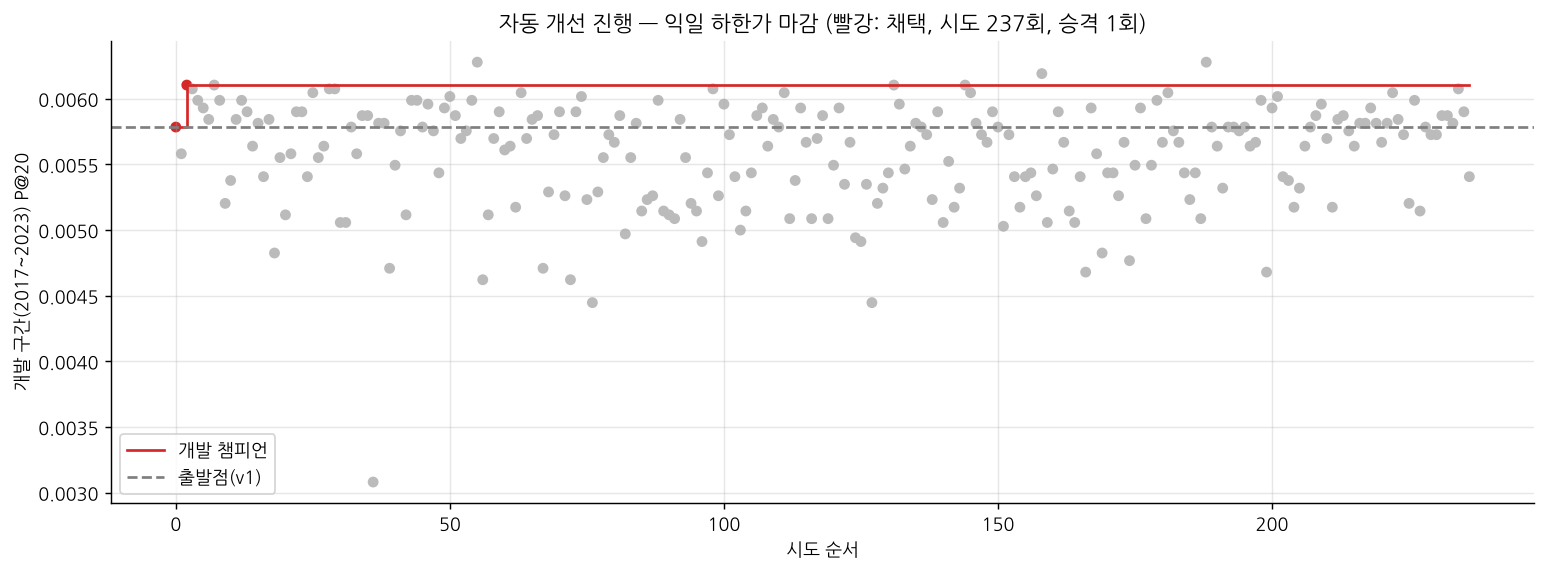 자동 개선 진행 — 익일 하한가 마감 (빨강: 채택, 시도 237회, 승격 1회)
개발 구간(2017~2023) P@20
0.0060
0.0055
0.0050
0.0045
0.0040
0.0035
0.0030
개발 챔피언
출발점(v1)
0
50
100
150
200
시도 순서